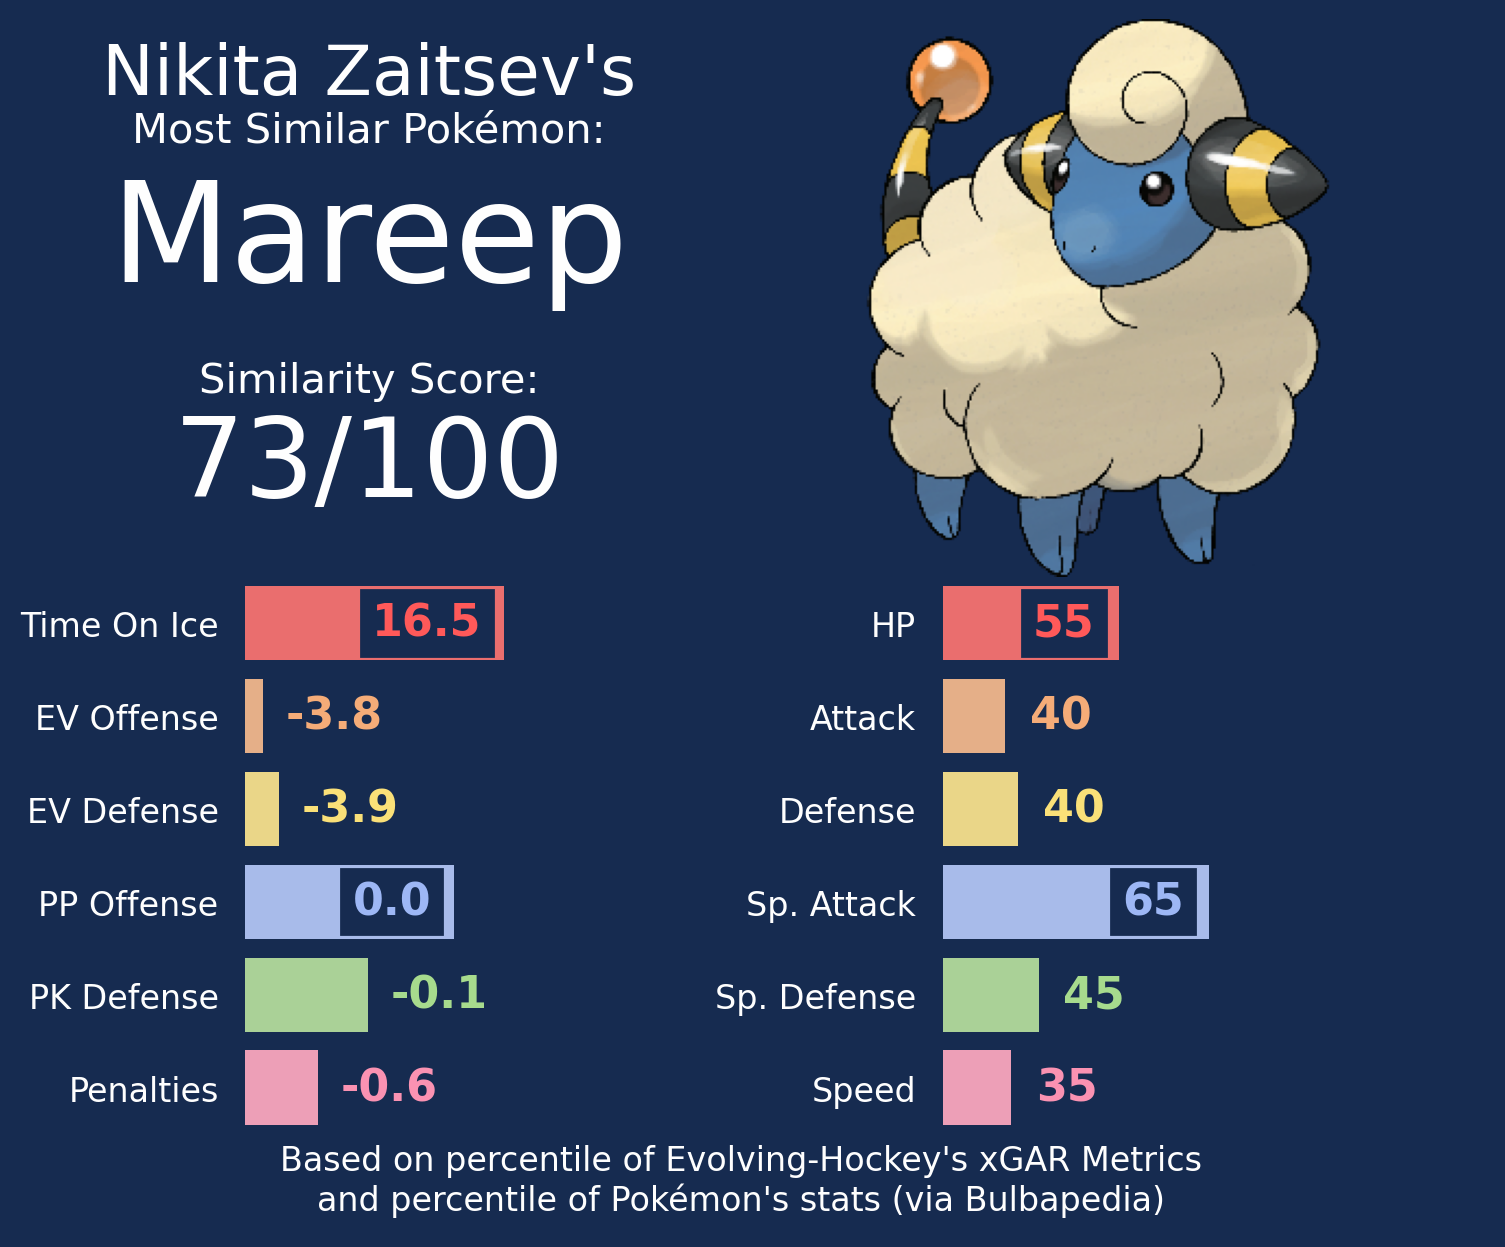 Nikita Zaitsev's
Most Similar Pokémon:
Mareep
Similarity Score:
73/100
Time On Ice 16.5
EV Offense -3.8
EV Defense -3.9
PP Offense 0.0
PK Defense -0.1
Penalties -0.6
HP 55
Attack 40
Defense 40
Sp. Attack 65
Sp. Defense 45
Speed 35
Based on percentile of Evolving-Hockey's xGAR Metrics
and percentile of Pokémon's stats (via Bulbapedia)